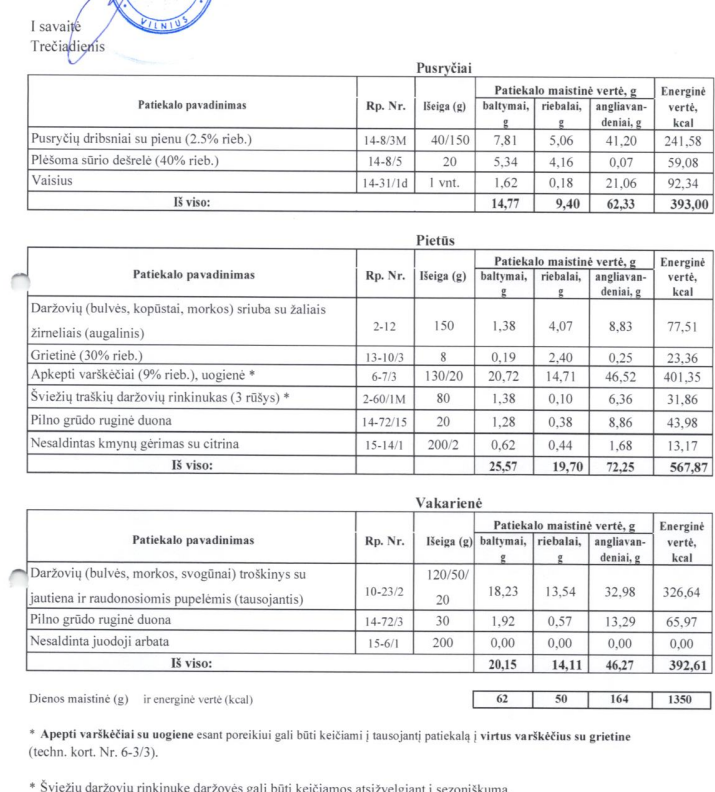 VILNIUS
I savaitė
Trečiadienis
Pusryčiai
Patiekalo pavadinimas Rp. Nr. Išeiga (g) Patiekalo maistinė vertė, g Energinė vertė, kcal
baltymai, g riebalai, g angliavan-deniai, g
Pusryčių dribsniai su pienu (2.5% rieb.) 14-8/3M 40/150 7,81 5,06 41,20 241,58
Plėšoma sūrio dešrelė (40% rieb.) 14-8/5 20 5,34 4,16 0,07 59,08
Vaisius 14-31/1d 1 vnt. 1,62 0,18 21,06 92,34
Iš viso: 14,77 9,40 62,33 393,00
Pietūs
Patiekalo pavadinimas Rp. Nr. Išeiga (g) Patiekalo maistinė vertė, g Energinė vertė, kcal
baltymai, g riebalai, g angliavan-deniai, g
Daržovių (bulvės, kopūstai, morkos) sriuba su žaliais
žirneliais (augalinis) 2-12 150 1,38 4,07 8,83 77,51
Grietinė (30% rieb.) 13-10/3 8 0,19 2,40 0,25 23,36
Apkepti varškėčiai (9% rieb.), uogienė * 6-7/3 130/20 20,72 14,71 46,52 401,35
Šviežių traškių daržovių rinkinukas (3 rūšys) * 2-60/1M 80 1,38 0,10 6,36 31,86
Pilno grūdo ruginė duona 14-72/15 20 1,28 0,38 8,86 43,98
Nesaldintas kmynų gėrimas su citrina 15-14/1 200/2 0,62 0,44 1,68 13,17
Iš viso: 25,57 19,70 72,25 567,87
Vakarienė
Patiekalo pavadinimas Rp. Nr. Išeiga (g) Patiekalo maistinė vertė, g Energinė vertė, kcal
baltymai, g riebalai, g angliavan-deniai, g
Daržovių (bulvės, morkos, svogūnai) troškinys su
jautiena ir raudonosiomis pupelėmis (tausojantis) 10-23/2 120/50/20 18,23 13,54 32,98 326,64
Pilno grūdo ruginė duona 14-72/3 30 1,92 0,57 13,29 65,97
Nesaldinta juodoji arbata 15-6/1 200 0,00 0,00 0,00 0,00
Iš viso: 20,15 14,11 46,27 392,61
Dienos maistinė (g) ir energinė vertė (kcal) 62 50 164 1350
* Apepti varškėčiai su uogiene esant poreikiui gali būti keičiami į tausojantį patiekalą į virtus varškėčius su grietine
(techn. kort. Nr. 6-3/3).
* Šviežių daržovių rinkinuke daržovės gali būti keičiamos atsižvelgiant į sezoniškumą